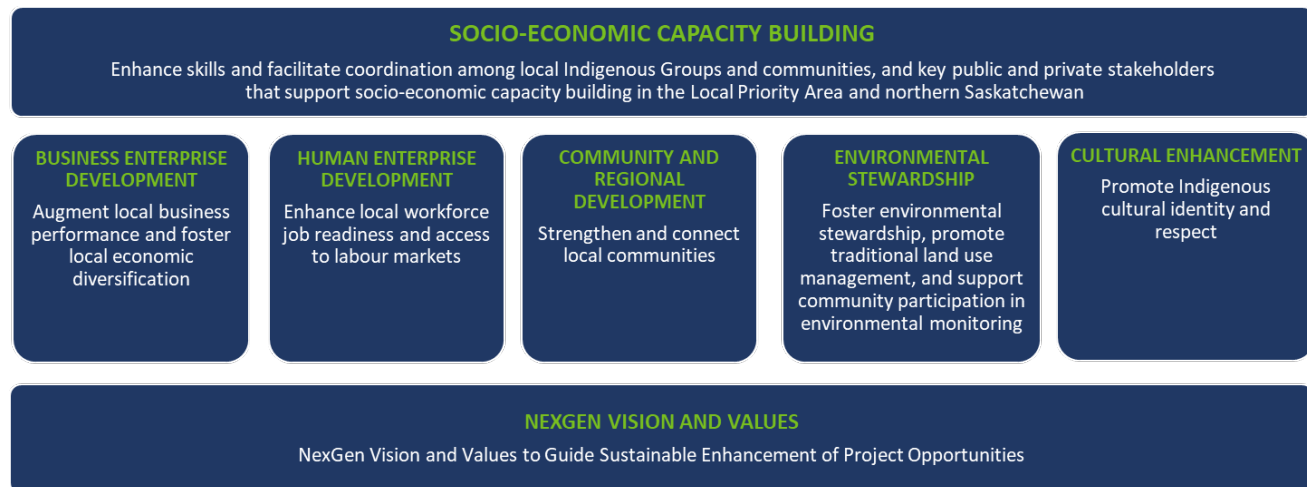 SOCIO-ECONOMIC CAPACITY BUILDING
Enhance skills and facilitate coordination among local Indigenous Groups and communities, and key public and private stakeholders
that support socio-economic capacity building in the Local Priority Area and northern Saskatchewan
BUSINESS ENTERPRISE
DEVELOPMENT
Augment local business
performance and foster
local economic
diversification
HUMAN ENTERPRISE
DEVELOPMENT
Enhance local workforce
job readiness and access
to labour markets
COMMUNITY AND
REGIONAL
DEVELOPMENT
Strengthen and connect
local communities
ENVIRONMENTAL
STEWARDSHIP
Foster environmental
stewardship, promote
traditional land use
management, and support
community participation in
environmental monitoring
CULTURAL ENHANCEMENT
Promote Indigenous
cultural identity and
respect
NEXGEN VISION AND VALUES
NexGen Vision and Values to Guide Sustainable Enhancement of Project Opportunities